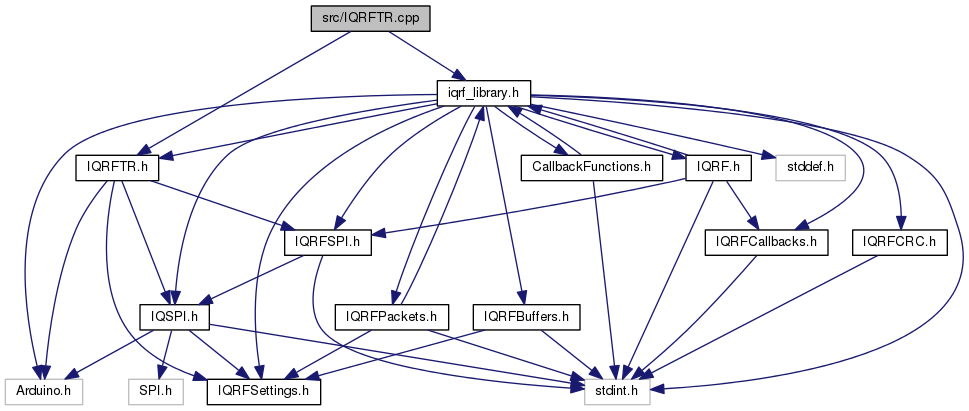 src/IQRFTR.cpp
iqrf_library.h
IQRFTR.h
CallbackFunctions.h
IQRF.h
stddef.h
IQRFSPI.h
IQRFCallbacks.h
IQRFCRC.h
IQSPI.h
IQRFPackets.h
IQRFBuffers.h
Arduino.h
SPI.h
IQRFSettings.h
stdint.h